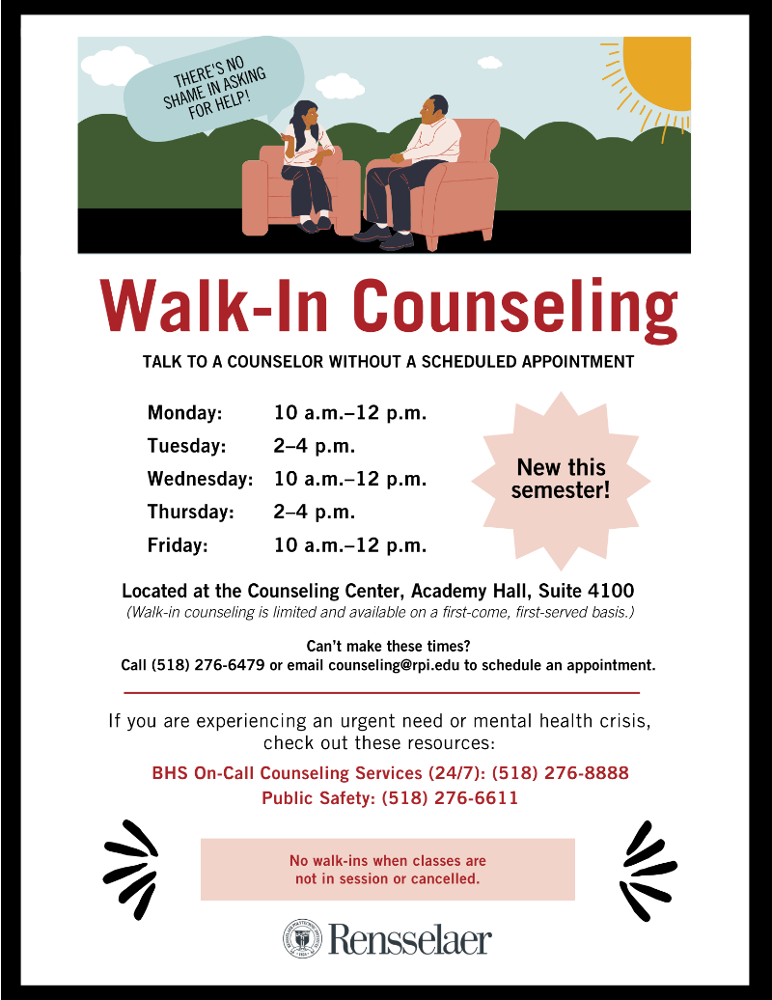 THERE'S NO
SHAME IN ASKING
FOR HELP!
Walk-In Counseling
TALK TO A COUNSELOR WITHOUT A SCHEDULED APPOINTMENT
Monday: 10 a.m.–12 p.m.
Tuesday: 2–4 p.m.
Wednesday: 10 a.m.–12 p.m.
Thursday: 2–4 p.m.
Friday: 10 a.m.–12 p.m.
New this
semester!
Located at the Counseling Center, Academy Hall, Suite 4100
(Walk-in counseling is limited and available on a first-come, first-served basis.)
Can't make these times?
Call (518) 276-6479 or email counseling@rpi.edu to schedule an appointment.
If you are experiencing an urgent need or mental health crisis,
check out these resources:
BHS On-Call Counseling Services (24/7): (518) 276-8888
Public Safety: (518) 276-6611
No walk-ins when classes are
not in session or cancelled.
Rensselaer